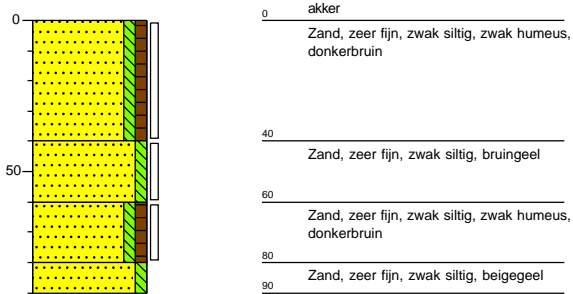 0
50
0
akker
Zand, zeer fijn, zwak siltig, zwak humeus,
donkerbruin
40
Zand, zeer fijn, zwak siltig, bruingeel
60
Zand, zeer fijn, zwak siltig, zwak humeus,
donkerbruin
80
Zand, zeer fijn, zwak siltig, beigegeel
90